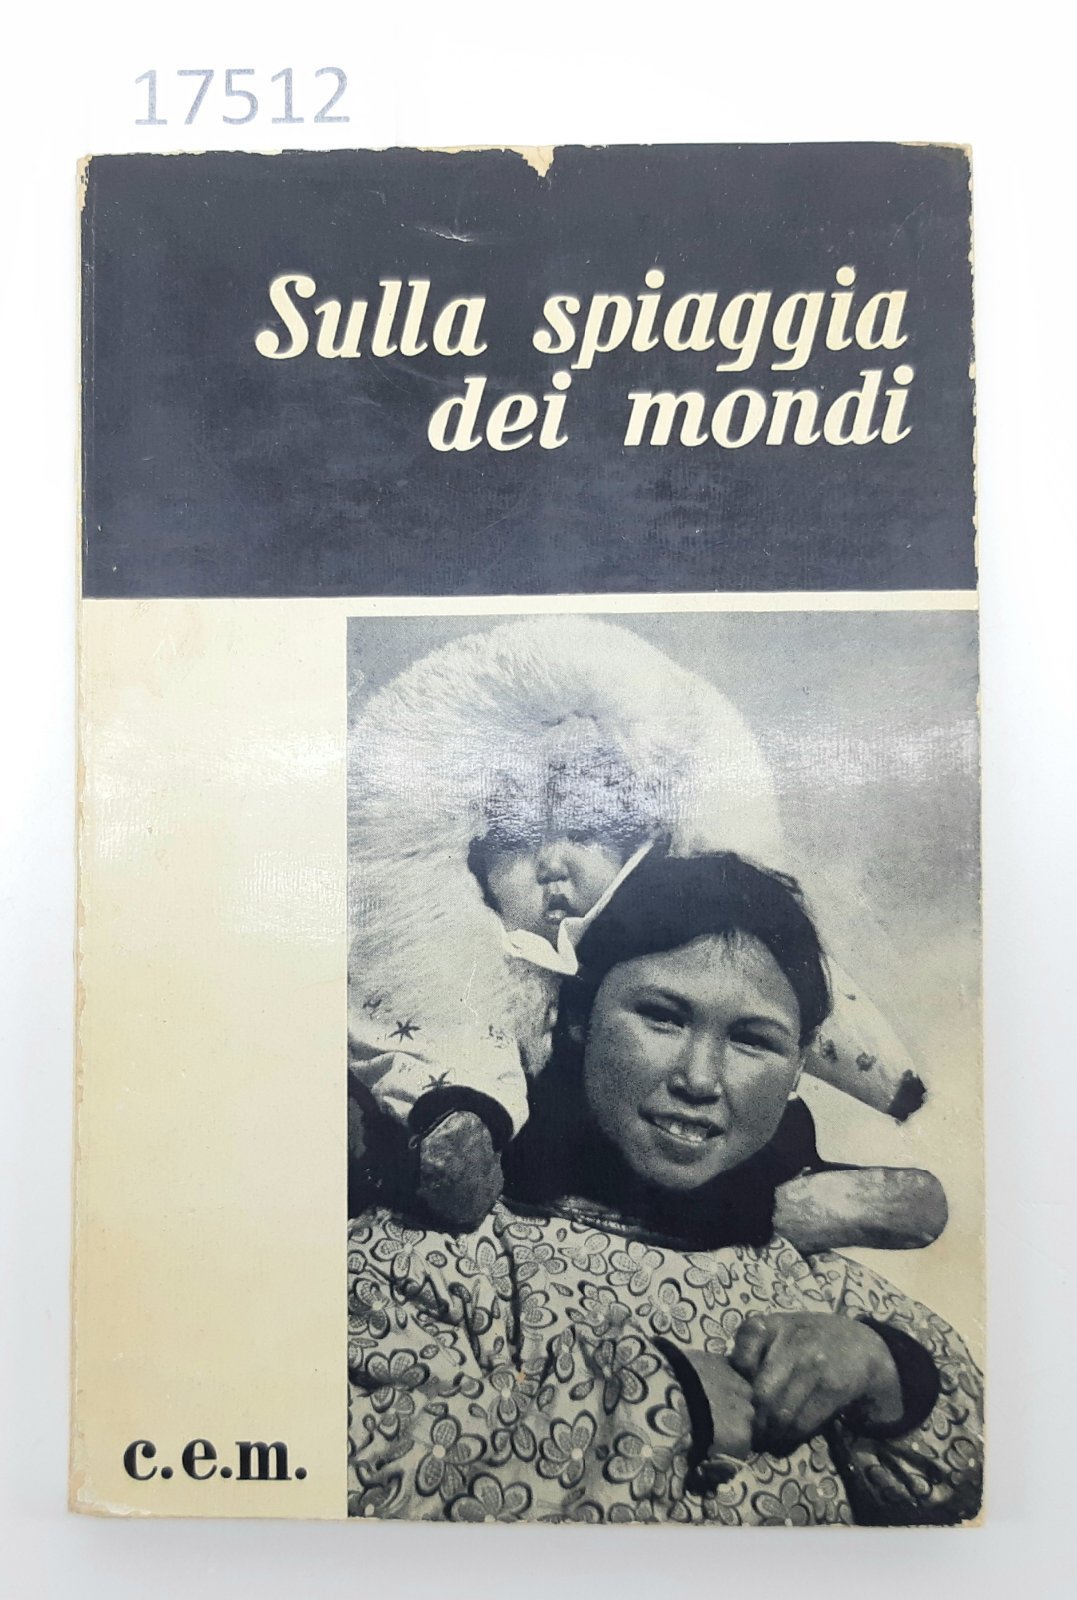 17512
Sulla spiaggia
dei mondi
c.e.m.